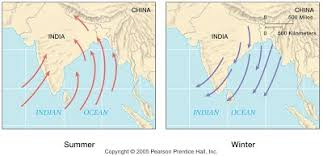 CHINA
INDIA
INDIAN OCEAN
Summer
CHINA
0 500 Miles
0 500 Kilometers
INDIA
INDIAN OCEAN
Winter
Copyright © 2005 Pearson Prentice Hall, Inc.